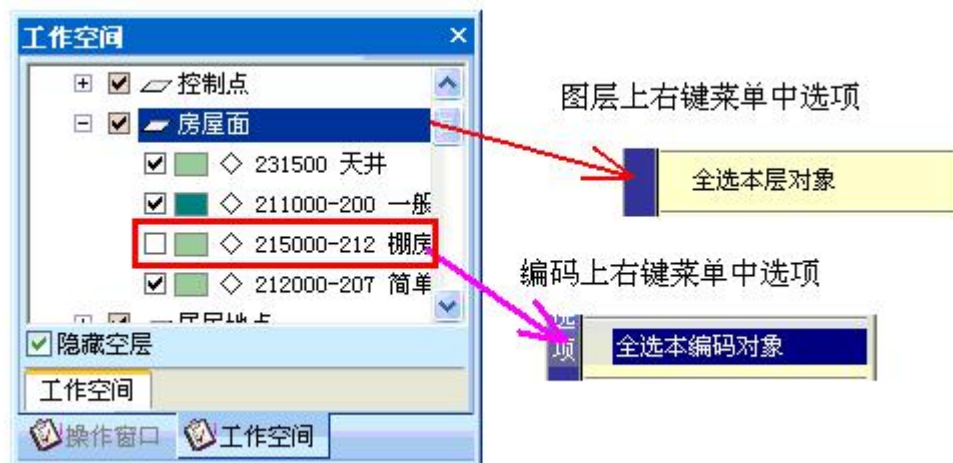 工作空间
控制点
房屋面
231500 天井
211000-200 一般
215000-212 棚房
212000-207 简单
隐藏空层
工作空间
操作窗口
工作空间
图层上右键菜单中选项
全选本层对象
编码上右键菜单中选项
项
全选本编码对象